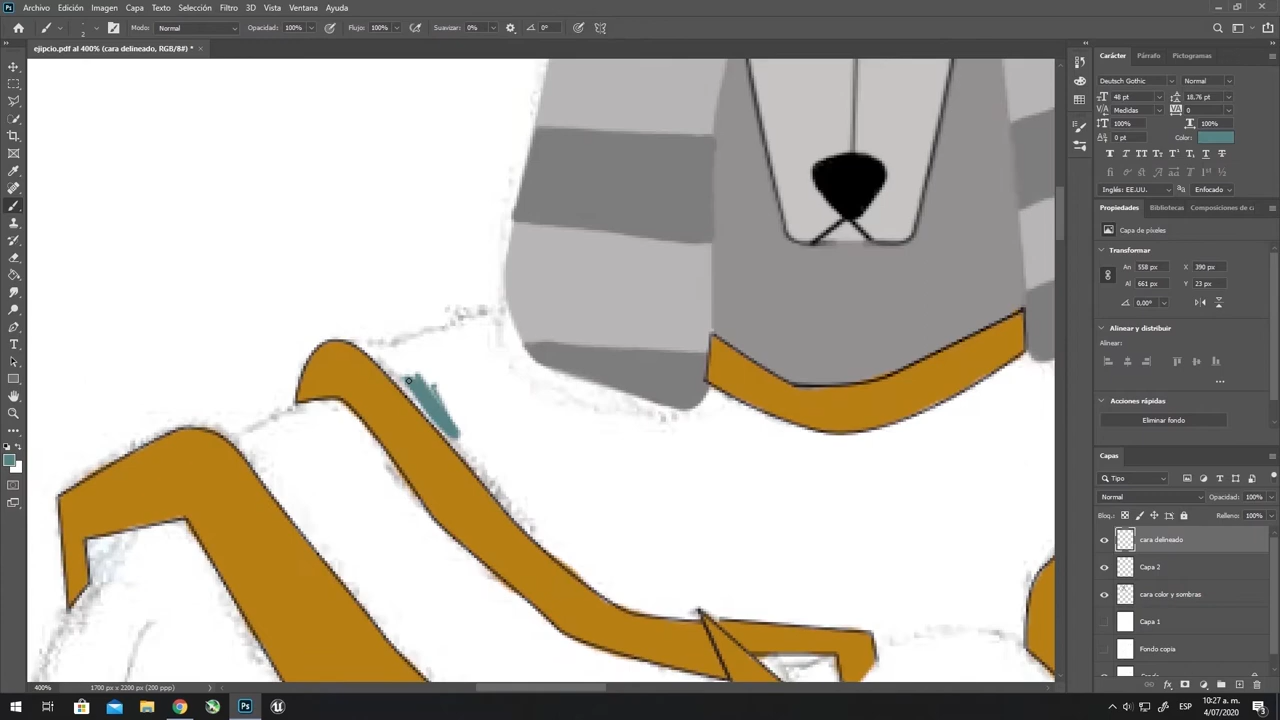 Archivo Edición Imagen Capa Texto Selección Filtro 3D Vista Ventana Ayuda
2 Modo: Normal Opacidad: 100% Flujo: 100% Suavizar: 0% 0°
ejipcio.pdf al 400% (cara delineado, RGB/8#) *
Carácter Párrafo Pictogramas
Deutsch Gothic Normal
48 pt 18,76 pt
Medidas 0
100% 100%
0 pt Color:
Inglés: EE.UU. Enfocado
Propiedades Bibliotecas Composiciones de ca
Capa de píxeles
Transformar
An 558 px X 390 px
Al 661 px Y 23 px
0,00°
Alinear y distribuir
Alinear:
Acciones rápidas
Eliminar fondo
Capas
Tipo
Normal Opacidad: 100%
Bloq.: Relleno: 100%
cara delineado
Capa 2
cara color y sombras
Capa 1
Fondo copia
400% 1700 px x 2200 px (200 ppp)
ESP 10:27 a. m.
4/07/2020